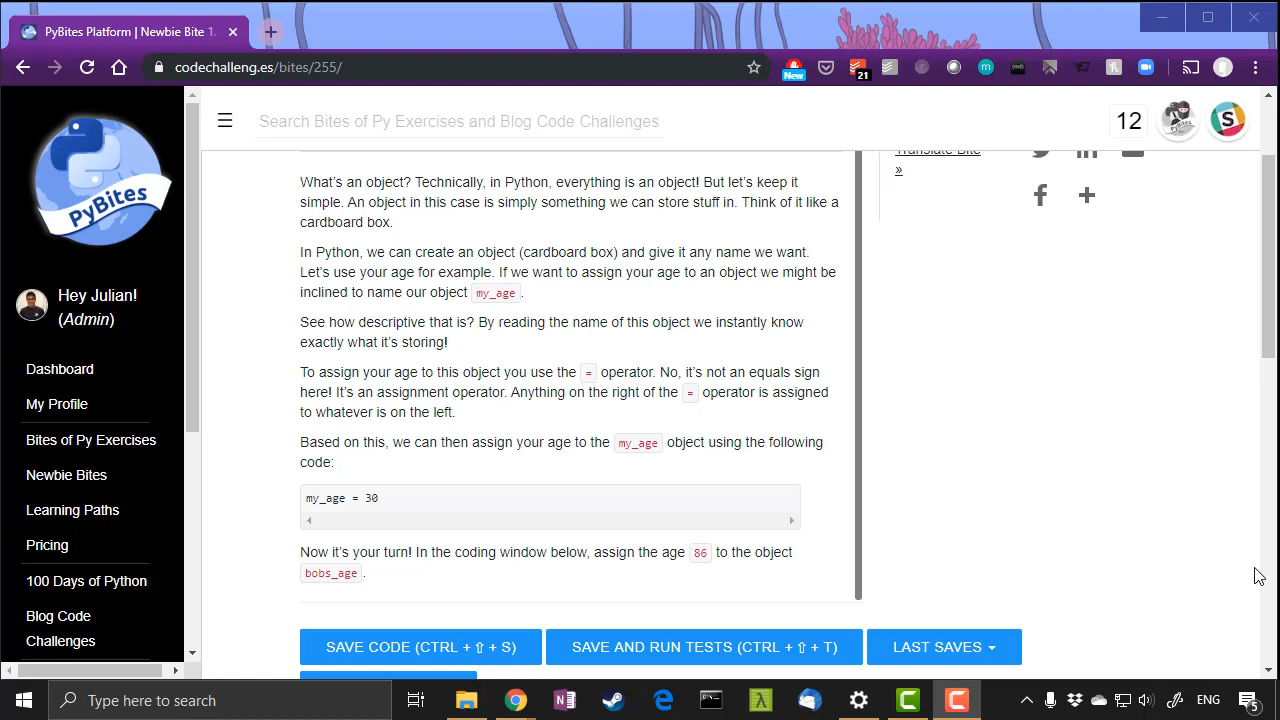 PyBites Platform | Newbie Bite 1.
codechalleng.es/bites/255/
New
21
PyBites
Hey Julian!
(Admin)
Dashboard
My Profile
Bites of Py Exercises
Newbie Bites
Learning Paths
Pricing
100 Days of Python
Blog Code
Challenges
Search Bites of Py Exercises and Blog Code Challenges
12
PyBites
S
Translate Bite
»
What's an object? Technically, in Python, everything is an object! But let's keep it
simple! An object in this case is simply something we can store stuff in. Think of it like a
cardboard box.
In Python, we can create an object (cardboard box) and give it any name we want.
Let's use your age for example. If we want to assign your age to an object we might be
inclined to name our object my_age.
See how descriptive that is? By reading the name of this object we instantly know
exactly what it's storing!
To assign your age to this object you use the = operator. No, it's not an equals sign
here! It's an assignment operator. Anything on the right of the = operator is assigned
to whatever is on the left.
Based on this, we can then assign your age to the my_age object using the following
code:
my_age = 30
Now it's your turn! In the coding window below, assign the age 86 to the object
bobs_age.
SAVE CODE (CTRL + ⇧ + S)
SAVE AND RUN TESTS (CTRL + ⇧ + T)
LAST SAVES
Type here to search
ENG
5